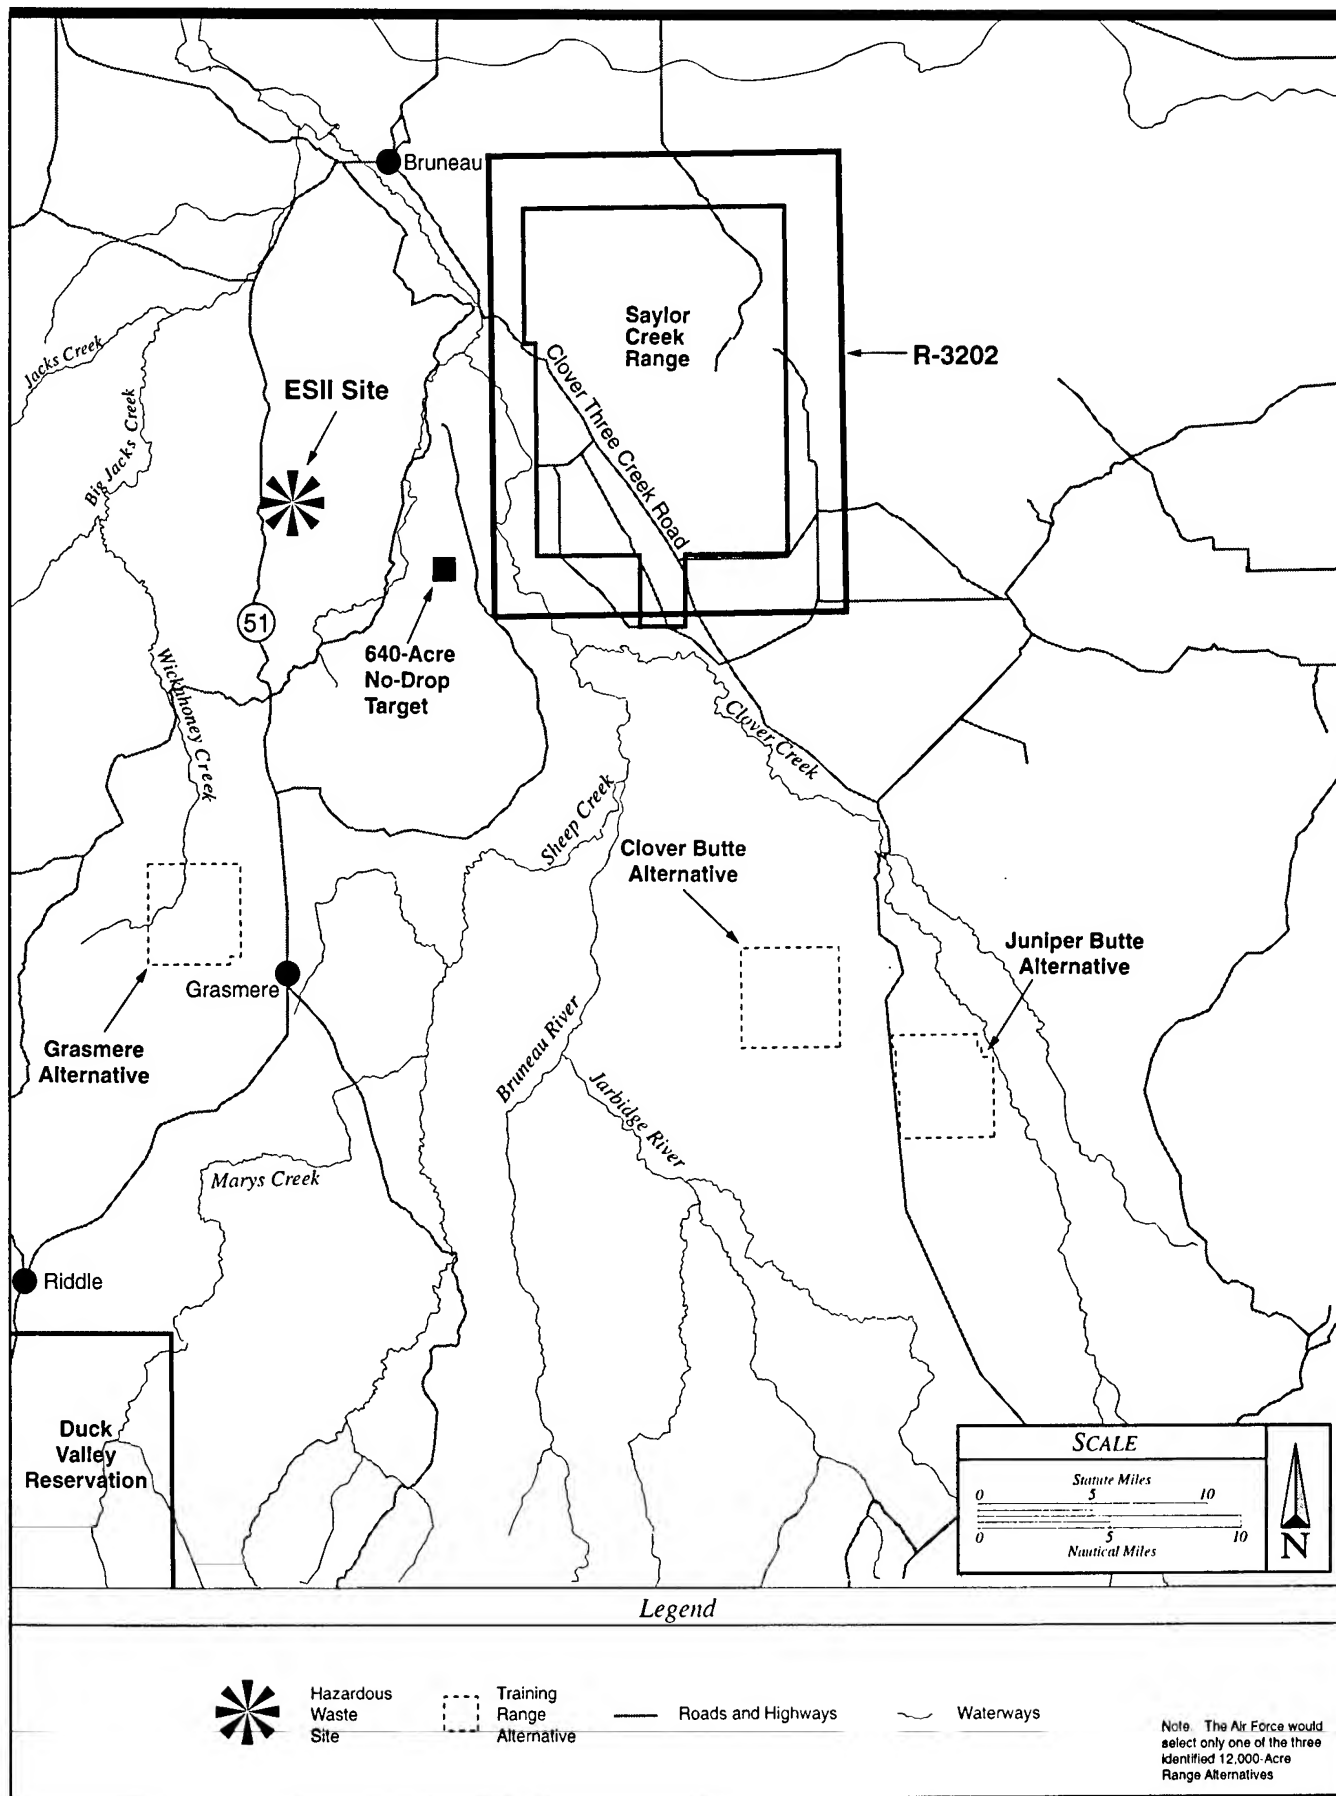 Bruneau
Saylor
Creek
Range
R-3202
Jacks Creek
Clover Three Creek Road
ESII Site
Big Jacks Creek
51
640-Acre
No-Drop
Target
Wickahoney Creek
Clover Creek
Sheep Creek
Clover Butte
Alternative
Juniper Butte
Alternative
Grasmere
Grasmere
Alternative
Bruneau River
Jarbidge River
Marys Creek
Riddle
Duck
Valley
Reservation
SCALE
Statute Miles
0 5 10
0 5 10
Nautical Miles
N
Legend
Hazardous
Waste
Site
Training
Range
Alternative
Roads and Highways
Waterways
Note. The Air Force would
select only one of the three
identified 12,000-Acre
Range Alternatives